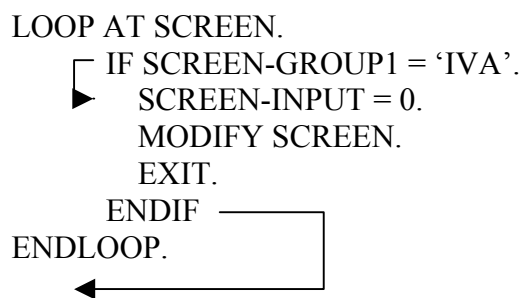 LOOP AT SCREEN.
IF SCREEN-GROUP1 = ‘IVA’.
SCREEN-INPUT = 0.
MODIFY SCREEN.
EXIT.
ENDIF
ENDLOOP.